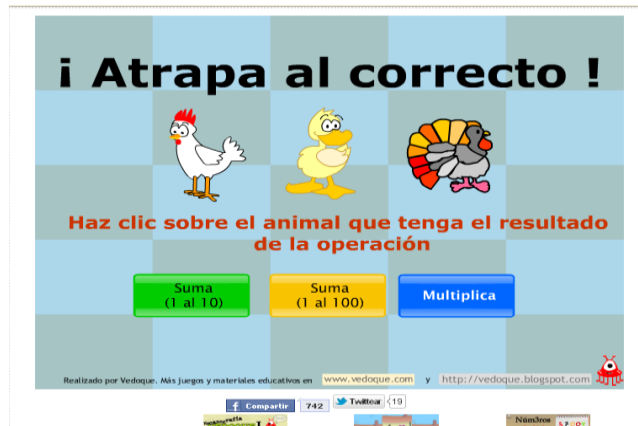 ¡ Atrapa al correcto !
Haz clic sobre el animal que tenga el resultado
de la operación
Suma
(1 al 10)
Suma
(1 al 100)
Multiplica
Realizado por Vedoque. Más juegos y materiales educativos en www.vedoque.com y http://vedoque.blogspot.com
Compartir 742 Twittear 19
Núm3ros